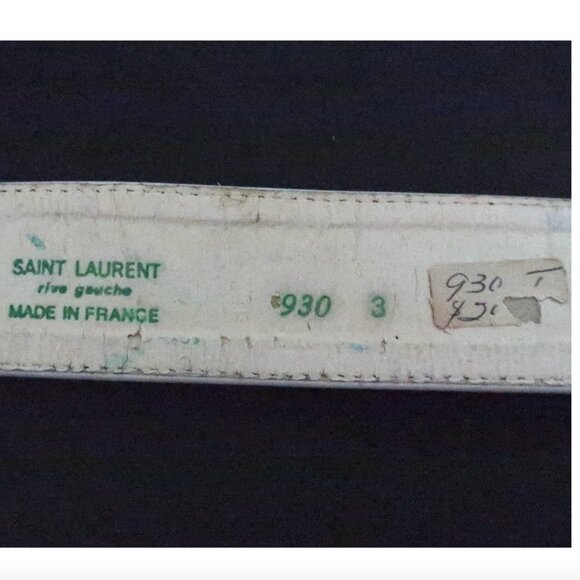 SAINT LAURENT
rive gauche
MADE IN FRANCE
930 3
930